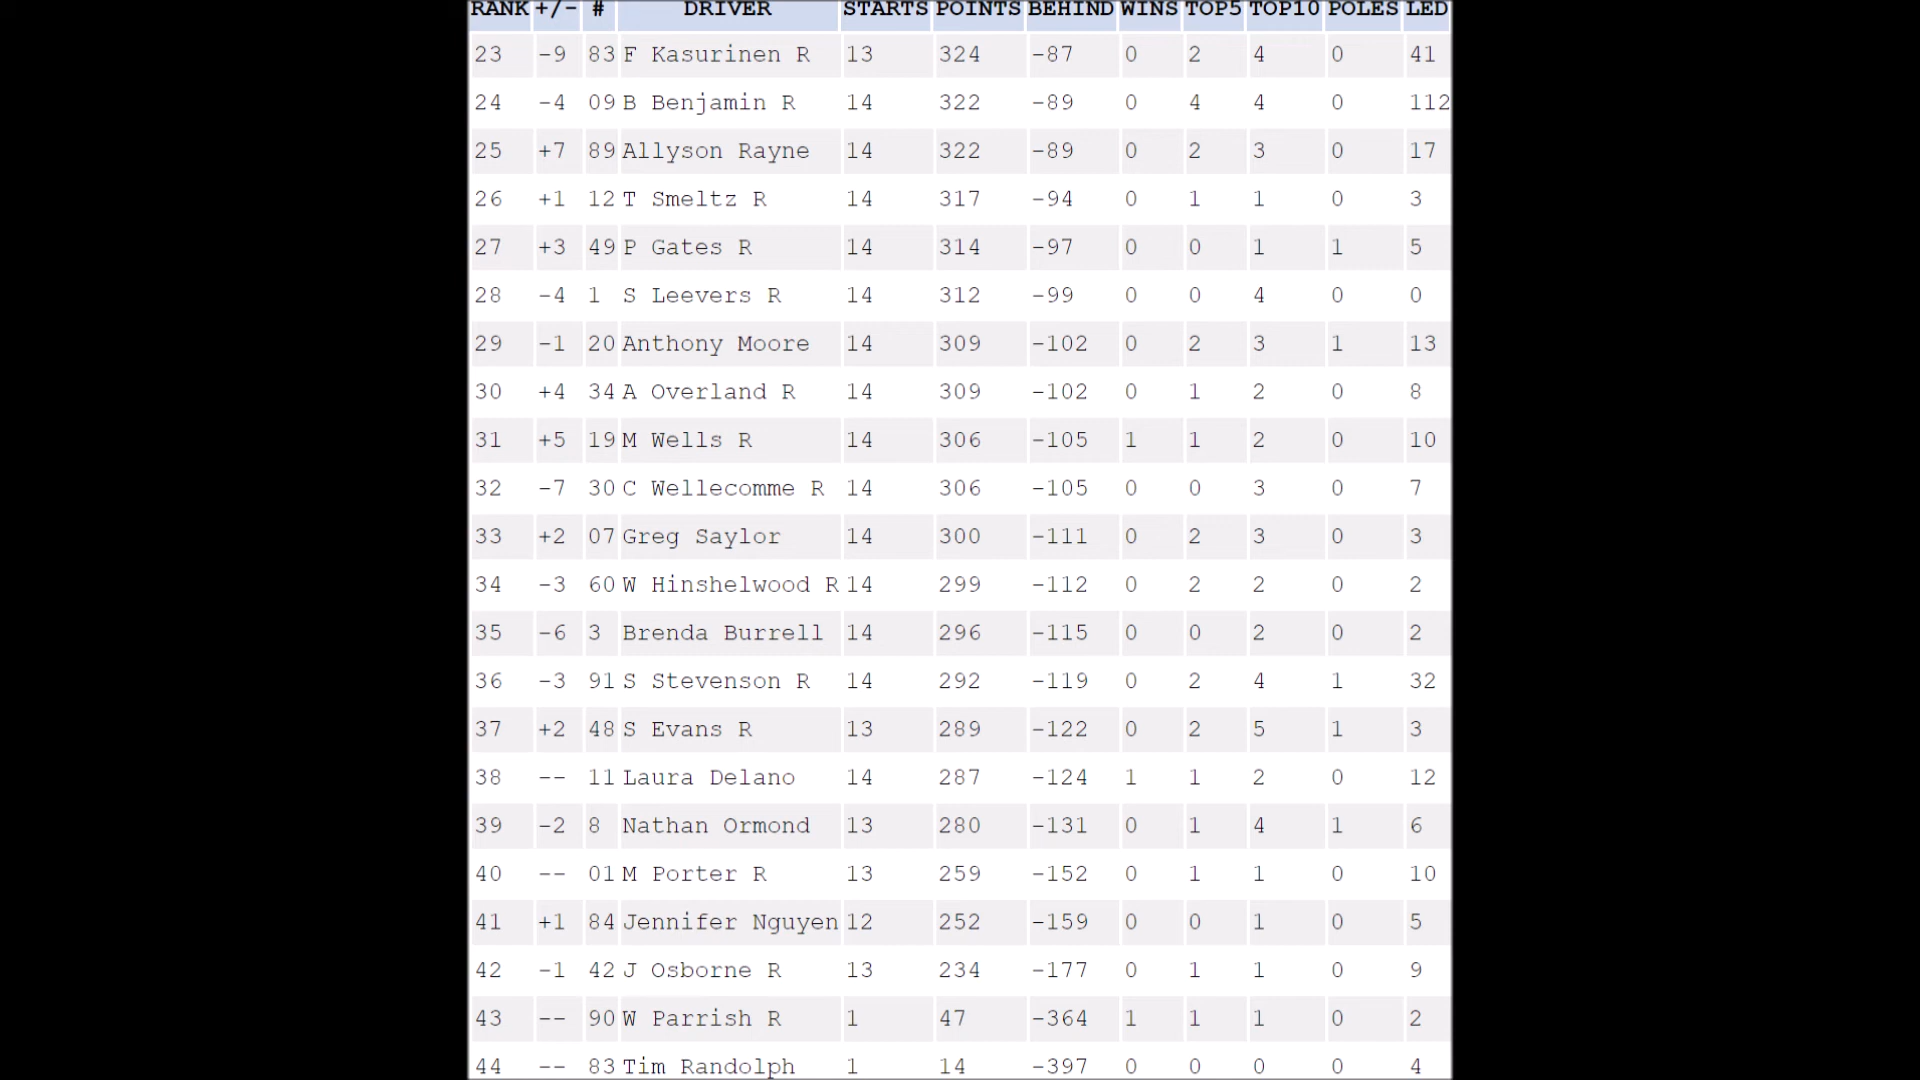 RANK +/- # DRIVER STARTS POINTS BEHIND WINS TOP5 TOP10 POLES LED
23 -9 83 F Kasurinen R 13 324 -87 0 2 4 0 41
24 -4 09 B Benjamin R 14 322 -89 0 4 4 0 112
25 +7 89 Allyson Rayne 14 322 -89 0 2 3 0 17
26 +1 12 T Smeltz R 14 317 -94 0 1 1 0 3
27 +3 49 P Gates R 14 314 -97 0 0 1 1 5
28 -4 1 S Leevers R 14 312 -99 0 0 4 0 0
29 -1 20 Anthony Moore 14 309 -102 0 2 3 1 13
30 +4 34 A Overland R 14 309 -102 0 1 2 0 8
31 +5 19 M Wells R 14 306 -105 1 1 2 0 10
32 -7 30 C Wellecomme R 14 306 -105 0 0 3 0 7
33 +2 07 Greg Saylor 14 300 -111 0 2 3 0 3
34 -3 60 W Hinshelwood R 14 299 -112 0 2 2 0 2
35 -6 3 Brenda Burrell 14 296 -115 0 0 2 0 2
36 -3 91 S Stevenson R 14 292 -119 0 2 4 1 32
37 +2 48 S Evans R 13 289 -122 0 2 5 1 3
38 -- 11 Laura Delano 14 287 -124 1 1 2 0 12
39 -2 8 Nathan Ormond 13 280 -131 0 1 4 1 6
40 -- 01 M Porter R 13 259 -152 0 1 1 0 10
41 +1 84 Jennifer Nguyen 12 252 -159 0 0 1 0 5
42 -1 42 J Osborne R 13 234 -177 0 1 1 0 9
43 -- 90 W Parrish R 1 47 -364 1 1 1 0 2
44 -- 83 Tim Randolph 1 14 -397 0 0 0 0 4